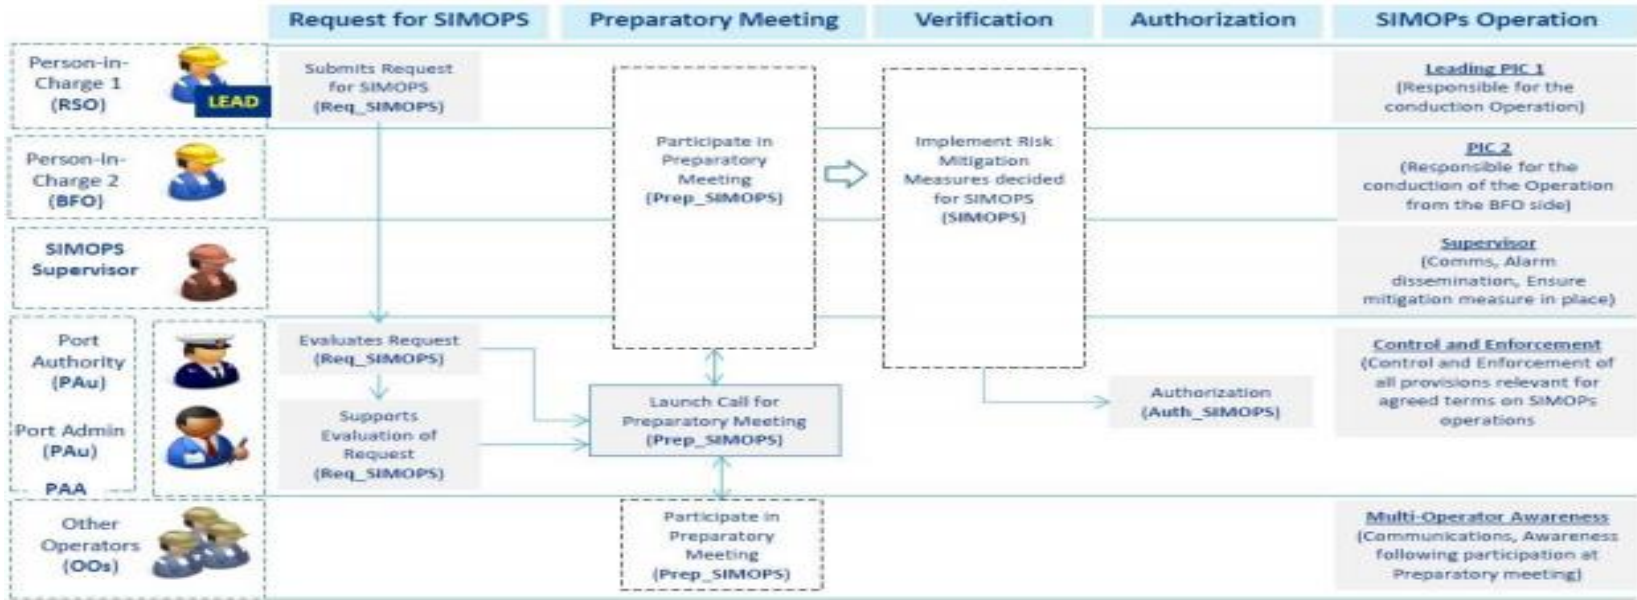 Request for SIMOPS
Preparatory Meeting
Verification
Authorization
SIMOPs Operation
Person-in-
Charge 1
(RSO)
LEAD
Submits Request
for SIMOPS
(Req_SIMOPS)
Leading PIC 1
(Responsible for the
conduction Operation)
Person-In-
Charge 2
(BFO)
Participate in
Preparatory
Meeting
(Prep_SIMOPS)
Implement Risk
Mitigation
Measures decided
for SIMOPS
(SIMOPS)
PIC 2
(Responsible for the
conduction of the Operation
from the BFO side)
SIMOPS
Supervisor
Supervisor
(Comms, Alarm
dissemination, Ensure
mitigation measure in place)
Port
Authority
(PAu)
Port Admin
(PAu)
PAA
Evaluates Request
(Req_SIMOPS)
Supports
Evaluation of
Request
(Req_SIMOPS)
Launch Call for
Preparatory Meeting
(Prep_SIMOPS)
Authorization
(Auth_SIMOPS)
Control and Enforcement
(Control and Enforcement of
all provisions relevant for
agreed terms on SIMOPs
operations
Other
Operators
(OOs)
Participate in
Preparatory
Meeting
(Prep_SIMOPS)
Multi-Operator Awareness
(Communications, Awareness
following participation at
Preparatory meeting)